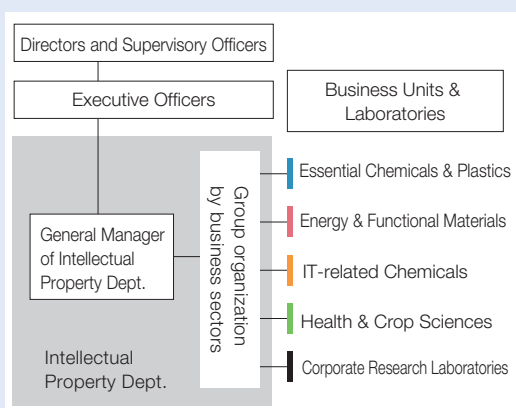 Directors and Supervisory Officers
Executive Officers
Business Units &
Laboratories
General Manager
of Intellectual
Property Dept.
Group organization
by business sectors
Essential Chemicals & Plastics
Energy & Functional Materials
IT-related Chemicals
Health & Crop Sciences
Corporate Research Laboratories
Intellectual
Property Dept.